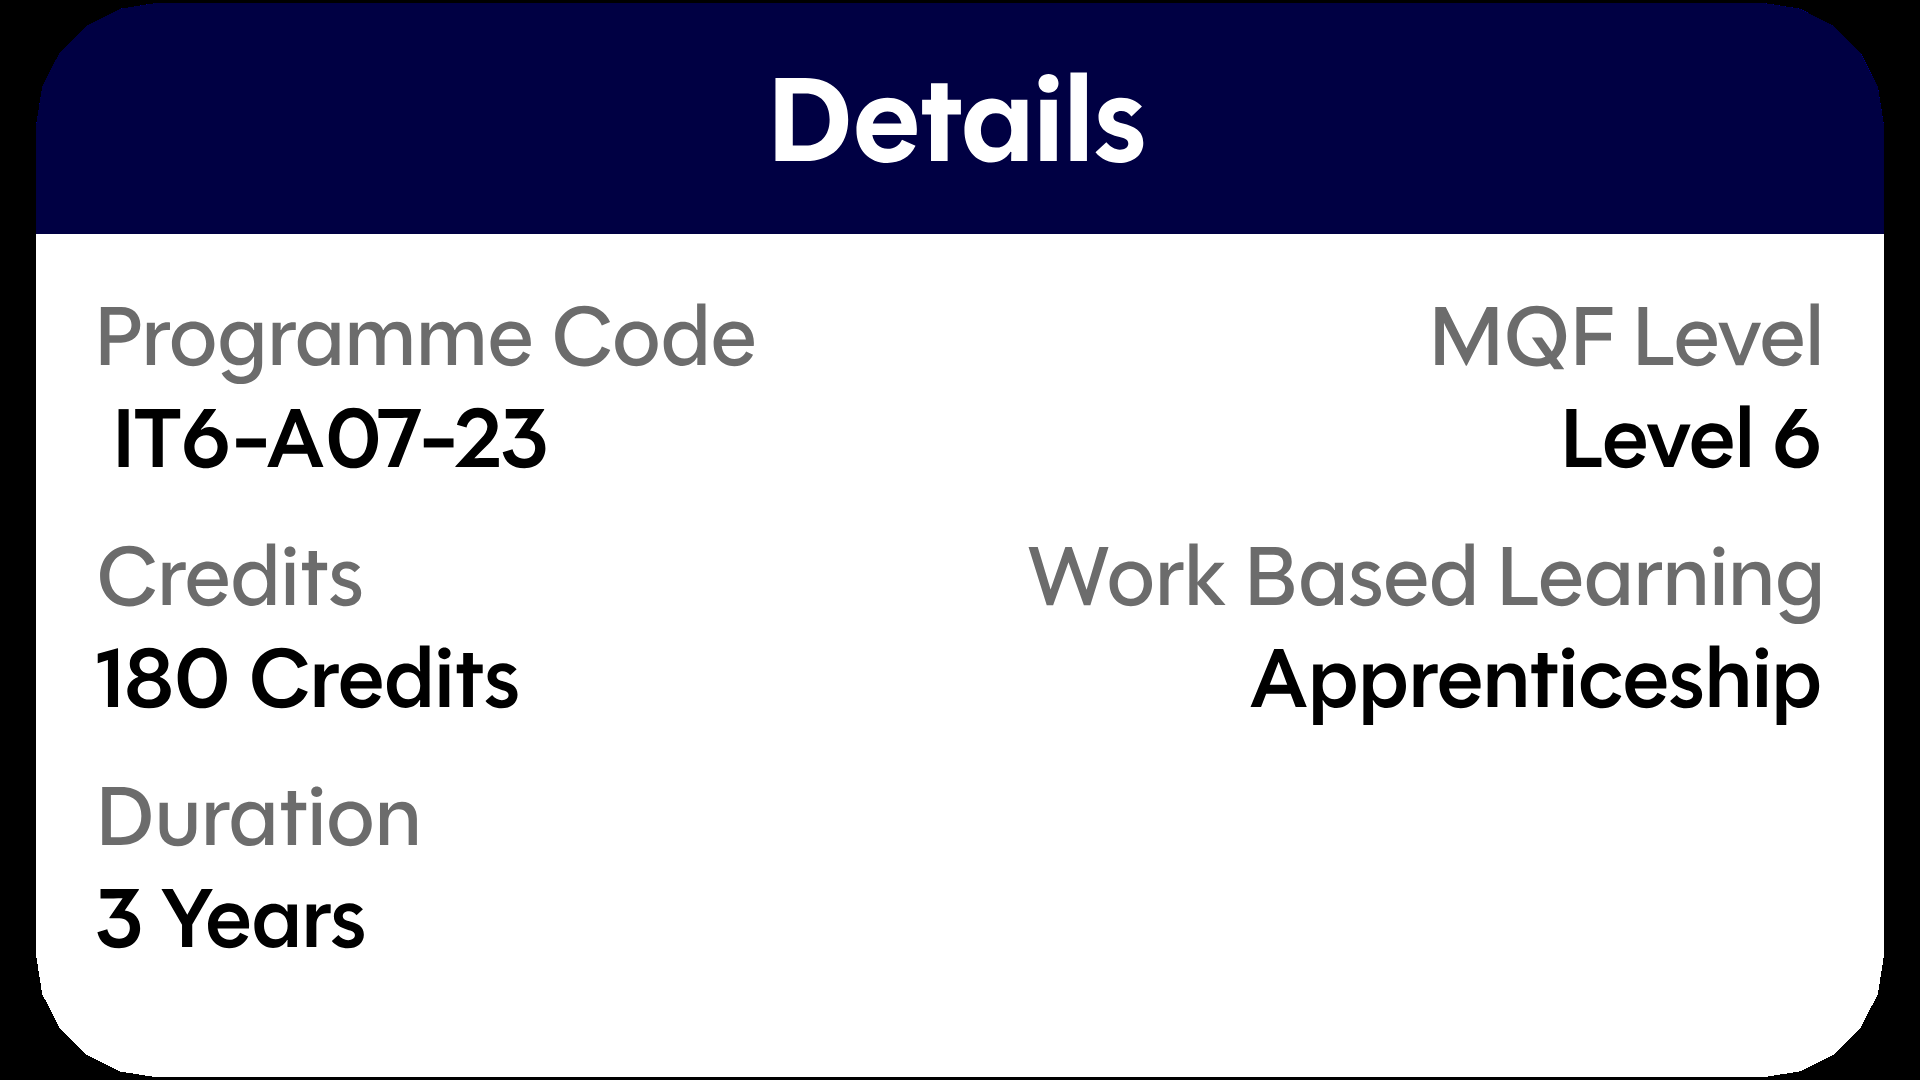 Details
Programme Code
IT6-A07-23
MQF Level
Level 6
Credits
180 Credits
Work Based Learning
Apprenticeship
Duration
3 Years